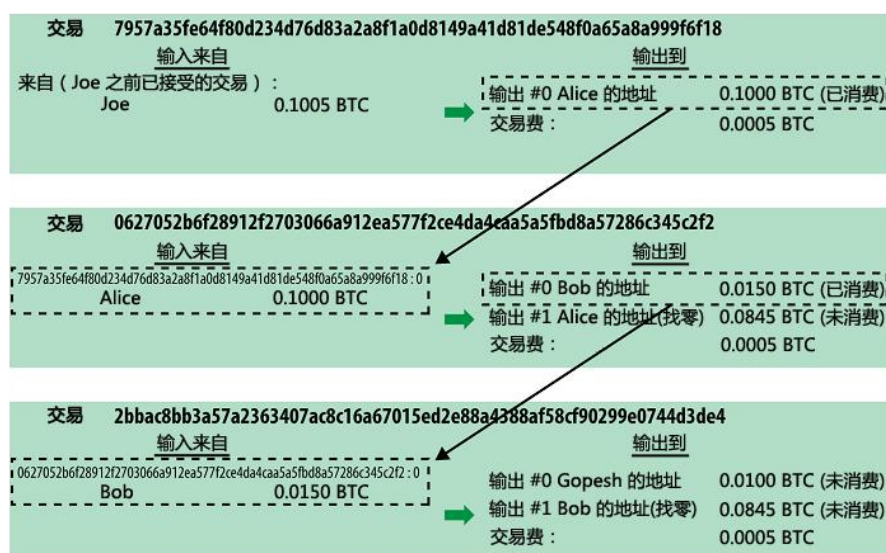 交易 7957a35fe64f80d234d76d83a2a8f1a0d8149a41d81de548f0a65a8a999f6f18
输入来自 输出到
来自（Joe 之前已接受的交易）：
Joe 0.1005 BTC
输出 #0 Alice 的地址 0.1000 BTC (已消费)
交易费： 0.0005 BTC
交易 0627052b6f28912f2703066a912ea577f2ce4da4caa5a5fbd8a57286c345c2f2
输入来自 输出到
7957a35fe64f80d234d76d83a2a8f1a0d8149a41d81de548f0a65a8a999f6f18 : 0
Alice 0.1000 BTC
输出 #0 Bob 的地址 0.0150 BTC (已消费)
输出 #1 Alice 的地址(找零) 0.0845 BTC (未消费)
交易费： 0.0005 BTC
交易 2bbac8bb3a57a2363407ac8c16a67015ed2e88a4388af58cf90299e0744d3de4
输入来自 输出到
0627052b6f28912f2703066a912ea577f2ce4da4caa5a5fbd8a57286c345c2f2 : 0
Bob 0.0150 BTC
输出 #0 Gopesh 的地址 0.0100 BTC (未消费)
输出 #1 Bob 的地址(找零) 0.0845 BTC (未消费)
交易费： 0.0005 BTC